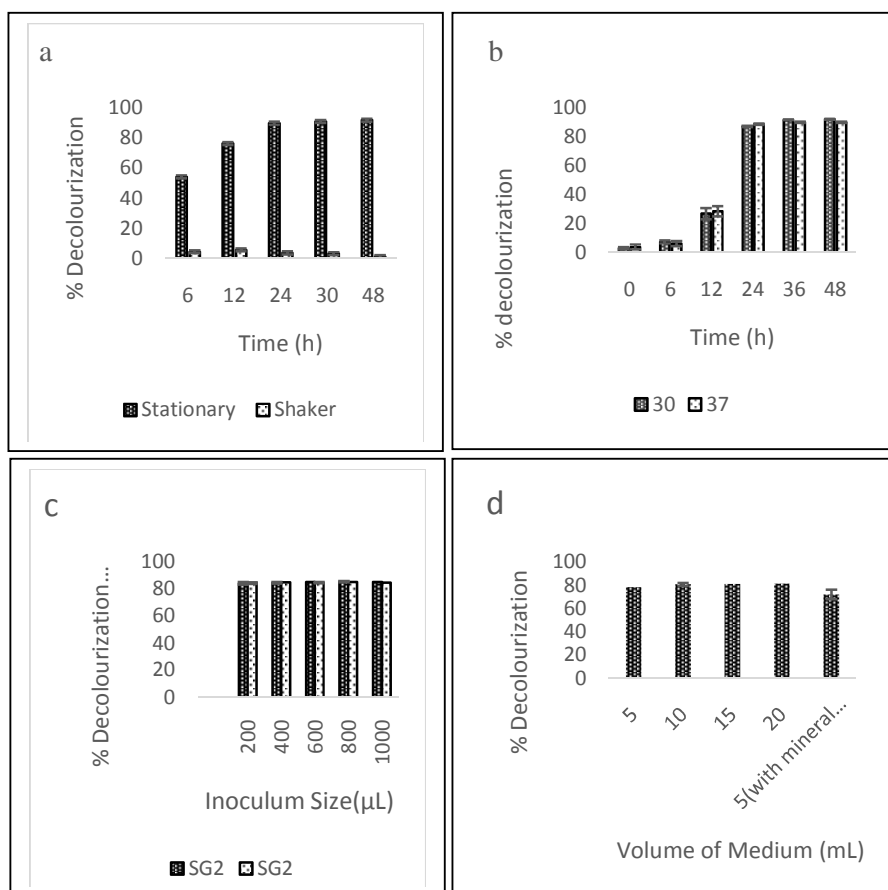 a
% Decolourization
100
80
60
40
20
0
6 12 24 30 48
Time (h)
Stationary Shaker
b
% decolourization
100
80
60
40
20
0
0 6 12 24 36 48
Time (h)
30 37
c
% Decolourization...
100
80
60
40
20
0
200 400 600 800 1000
Inoculum Size(µL)
SG2 SG2
d
% Decolourization
100
80
60
40
20
0
5 10 15 20 5(with mineral...
Volume of Medium (mL)